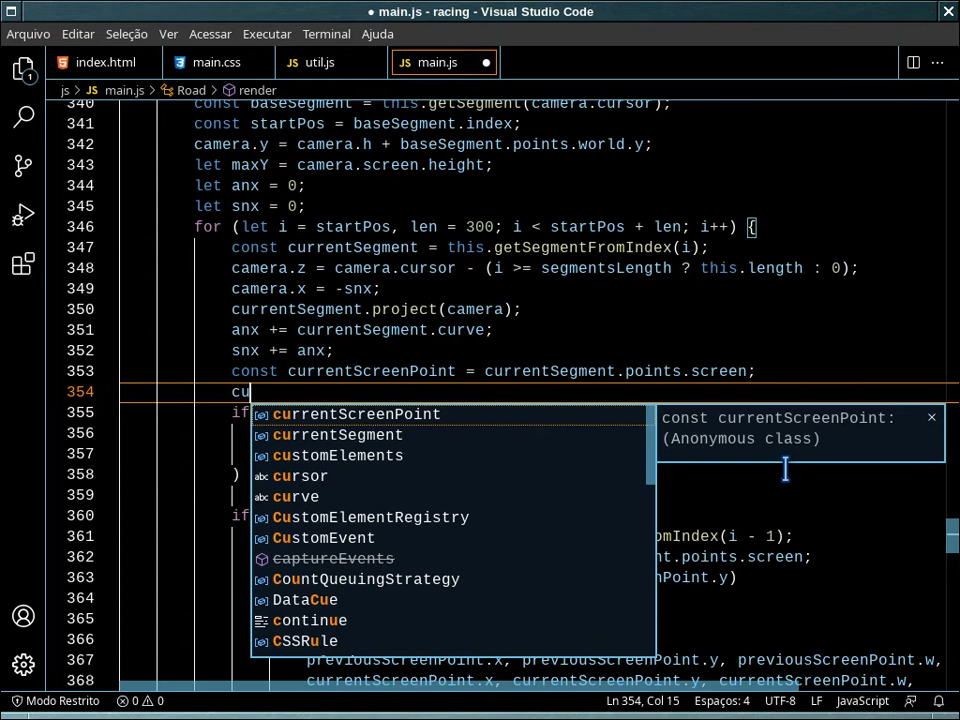 ● main.js - racing - Visual Studio Code
Arquivo Editar Seleção Ver Acessar Executar Terminal Ajuda
1
index.html main.css JS util.js JS main.js ●
js > JS main.js > Road > render
340 const baseSegment = this.getSegment(camera.cursor);
341 const startPos = baseSegment.index;
342 camera.y = camera.h + baseSegment.points.world.y;
343 let maxY = camera.screen.height;
344 let anx = 0;
345 let snx = 0;
346 for (let i = startPos, len = 300; i < startPos + len; i++) {
347 const currentSegment = this.getSegmentFromIndex(i);
348 camera.z = camera.cursor - (i >= segmentsLength ? this.length : 0);
349 camera.x = -snx;
350 currentSegment.project(camera);
351 anx += currentSegment.curve;
352 snx += anx;
353 const currentScreenPoint = currentSegment.points.screen;
354 cu
355 if
356
357
358 )
359
360 if
361 omIndex(i - 1);
362 t.points.screen;
363 nPoint.y)
364
365
366
367 previousScreenPoint.x, previousScreenPoint.y, previousScreenPoint.w,
368 currentScreenPoint.x, currentScreenPoint.y, currentScreenPoint.w,
currentScreenPoint
currentSegment
customElements
abc cursor
abc curve
CustomElementRegistry
CustomEvent
captureEvents
CountQueuingStrategy
DataCue
continue
CSSRule
const currentScreenPoint:
(Anonymous class)
Modo Restrito 0 0 Ln 354, Col 15 Espaços: 4 UTF-8 LF JavaScript